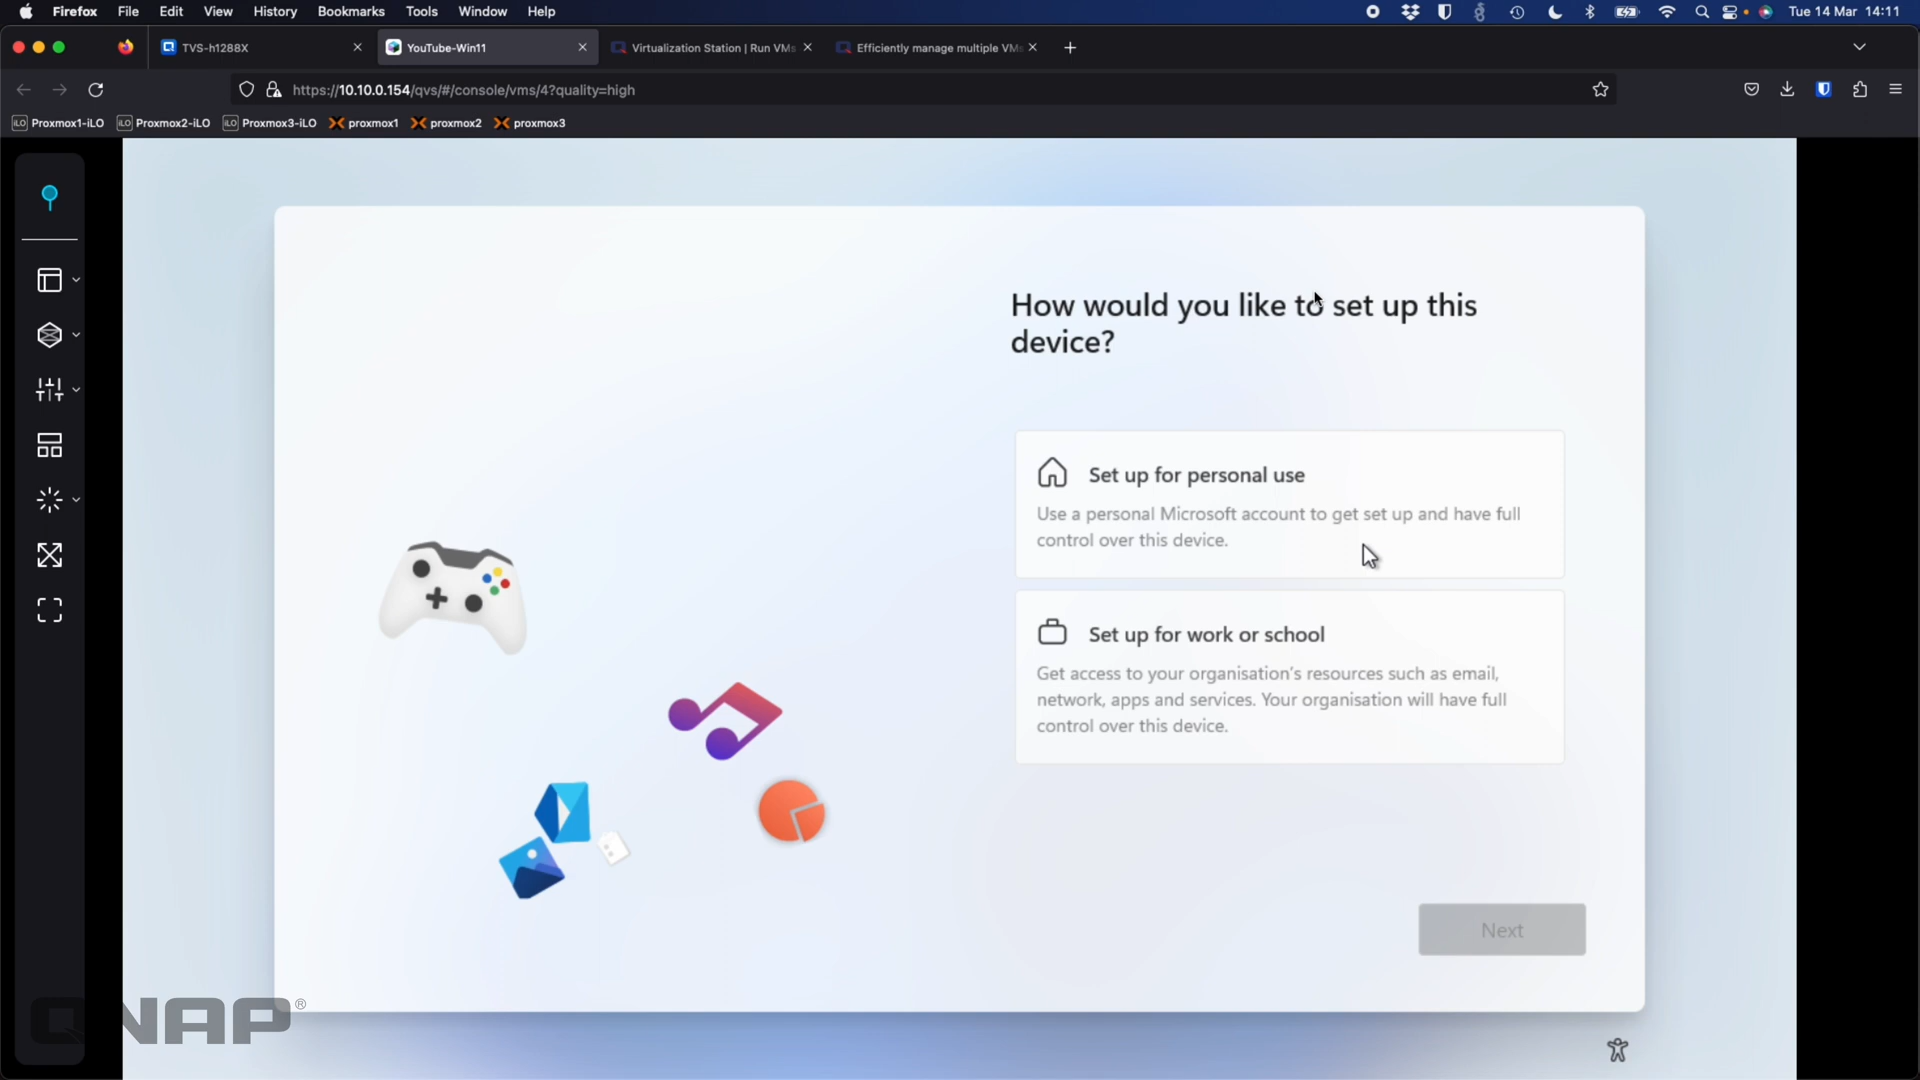 Firefox File Edit View History Bookmarks Tools Window Help Tue 14 Mar 14:11
TVS-h1288X YouTube-Win11 Virtualization Station | Run VMs Efficiently manage multiple VMs
https://10.10.0.154/qvs/#/console/vms/4?quality=high
iLO Proxmox1-iLO iLO Proxmox2-iLO iLO Proxmox3-iLO proxmox1 proxmox2 proxmox3
How would you like to set up this
device?
Set up for personal use
Use a personal Microsoft account to get set up and have full
control over this device.
Set up for work or school
Get access to your organisation's resources such as email,
network, apps and services. Your organisation will have full
control over this device.
Next
QNAP®